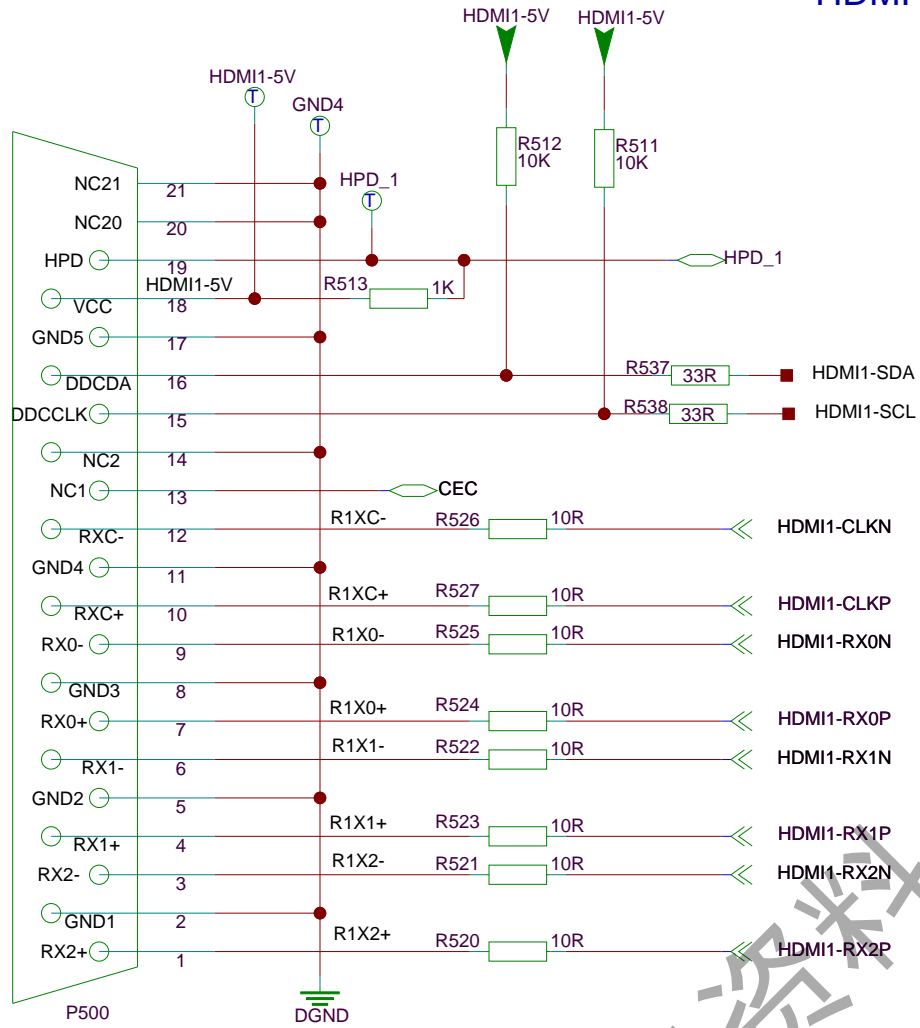 HDMI
HDMI1-5V
HDMI1-5V
HDMI1-5V
T
GND4
T
R512
10K
R511
10K
NC21
21
HPD_1
T
NC20
20
HPD
19
HPD_1
HDMI1-5V
R513
1K
VCC
18
GND5
17
DDCDA
16
R537
33R
HDMI1-SDA
DDCCLK
15
R538
33R
HDMI1-SCL
NC2
14
NC1
13
CEC
RXC-
12
R1XC-
R526
10R
HDMI1-CLKN
GND4
11
RXC+
10
R1XC+
R527
10R
HDMI1-CLKP
RX0-
9
R1X0-
R525
10R
HDMI1-RX0N
GND3
8
RX0+
7
R1X0+
R524
10R
HDMI1-RX0P
RX1-
6
R1X1-
R522
10R
HDMI1-RX1N
GND2
5
RX1+
4
R1X1+
R523
10R
HDMI1-RX1P
RX2-
3
R1X2-
R521
10R
HDMI1-RX2N
GND1
2
RX2+
1
R1X2+
R520
10R
HDMI1-RX2P
P500
DGND
资料